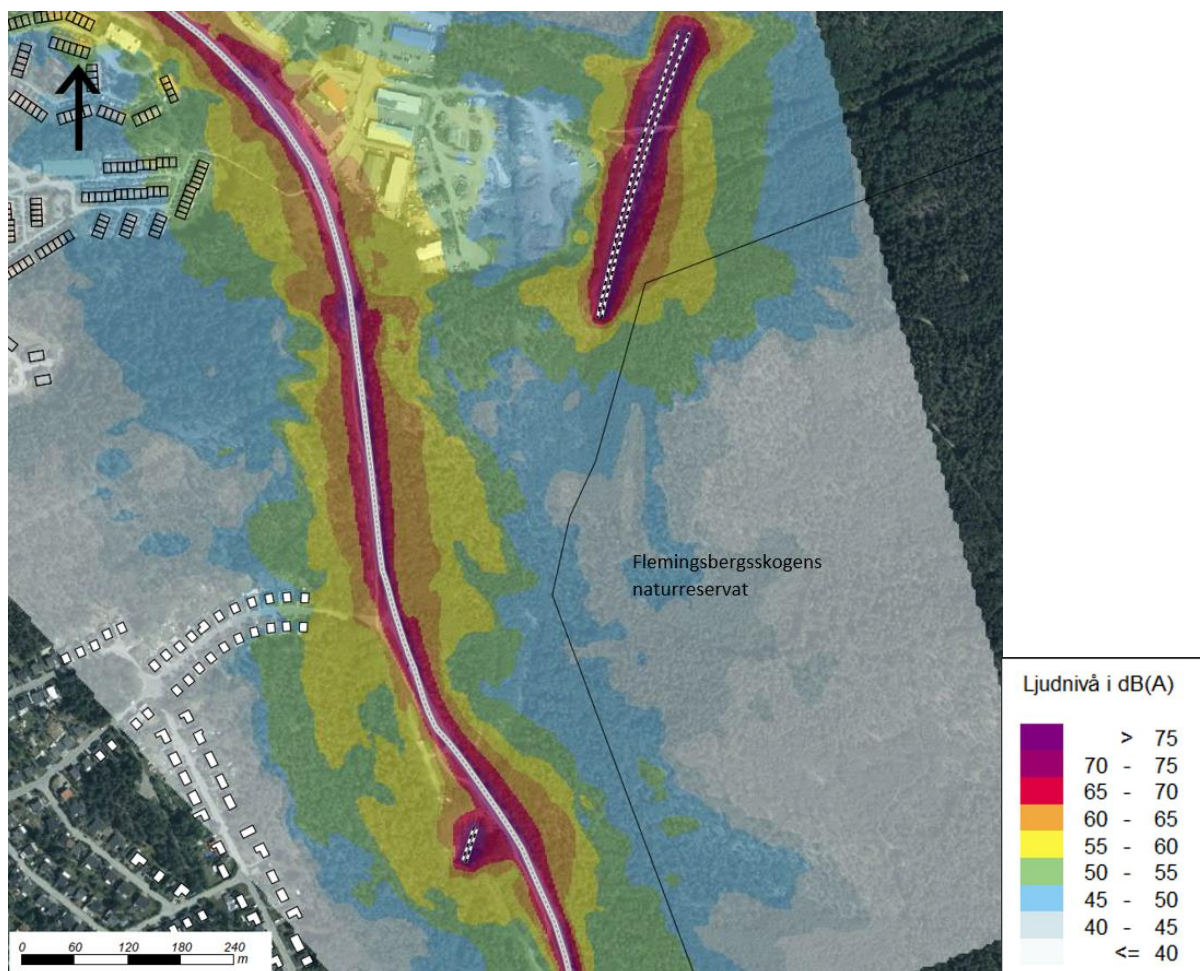 Flemingsbergsskogens
naturreservat
Ljudnivå i dB(A)
> 75
70 - 75
65 - 70
60 - 65
55 - 60
50 - 55
45 - 50
40 - 45
<= 40
0 60 120 180 240
m